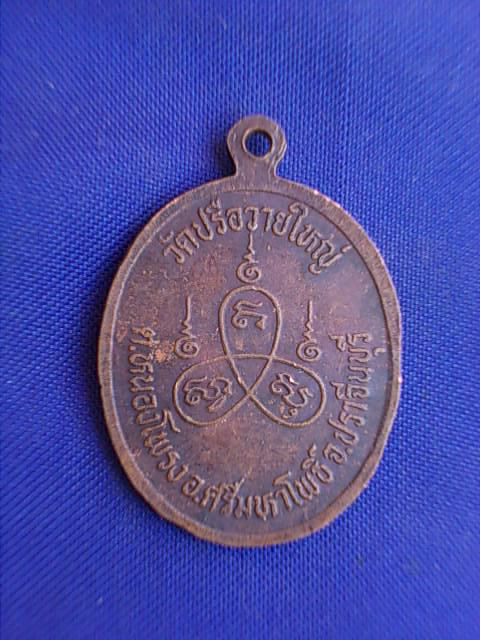 วัดปรือวายใหญ่
ต.หนองโพรง อ.ศรีมหาโพธิ์ จ.ปราจีนบุรี